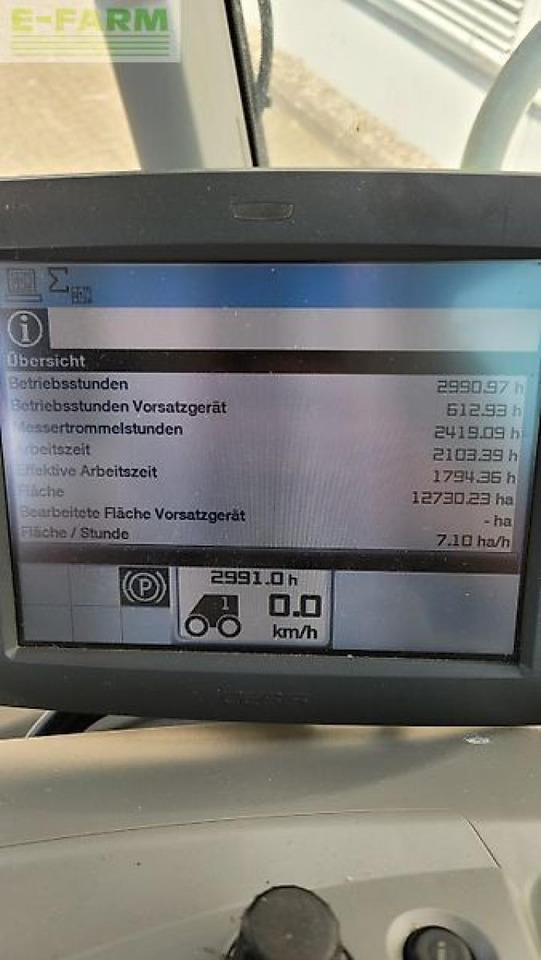 E-FARM
Übersicht
Betriebsstunden 2990.97 h
Betriebsstunden Vorsatzgerät 612.93 h
Messertrommelstunden 2419.09 h
Arbeitszeit 2103.39 h
Effektive Arbeitszeit 1794.36 h
Fläche 12730.23 ha
Bearbeitete Fläche Vorsatzgerät - ha
Fläche / Stunde 7.10 ha/h
2991.0 h
P
1
0.0
km/h